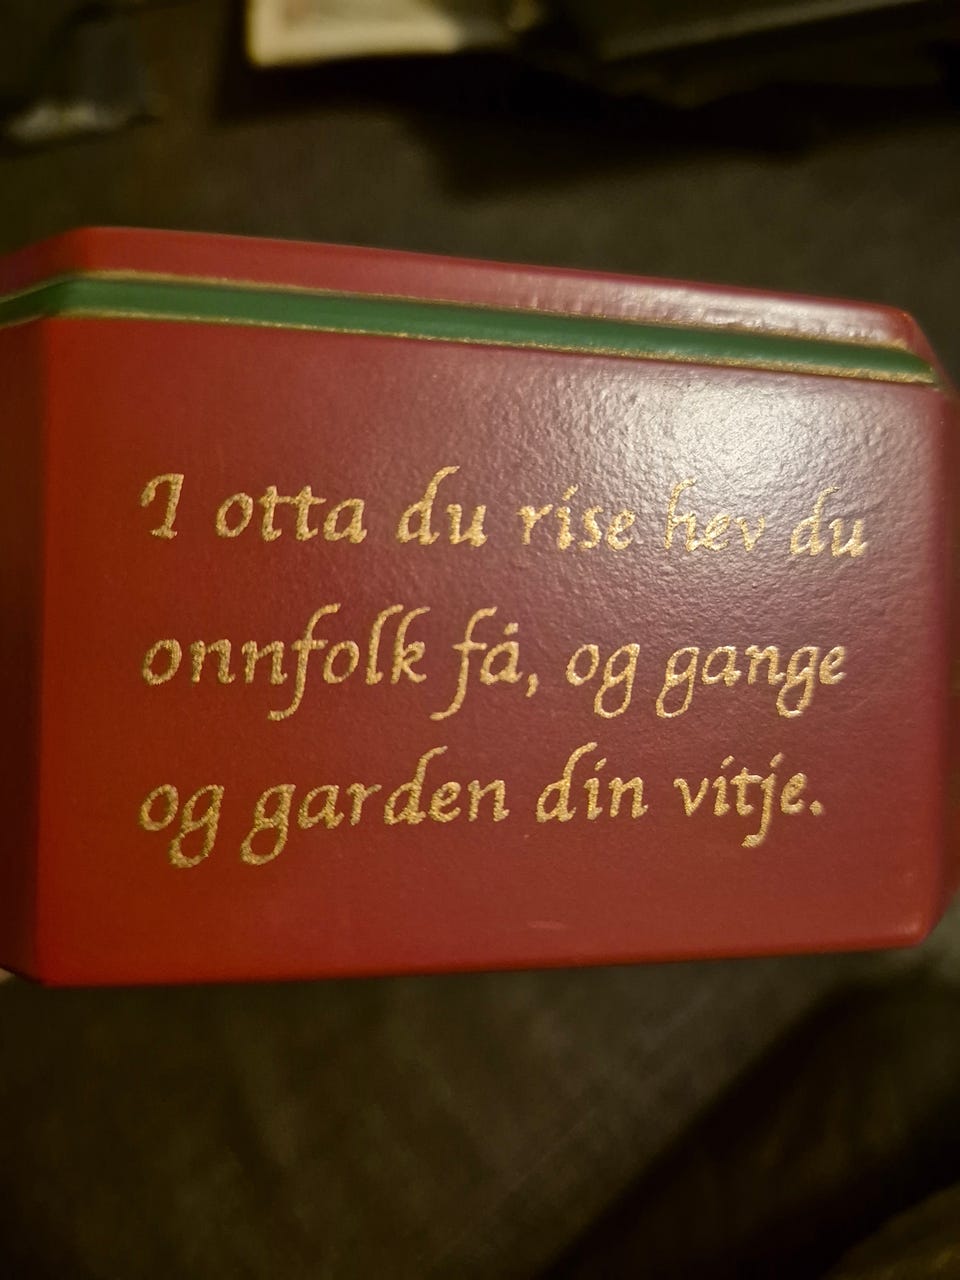 I otta du rise hev du
onnfolk få, og gange
og garden din vitje.